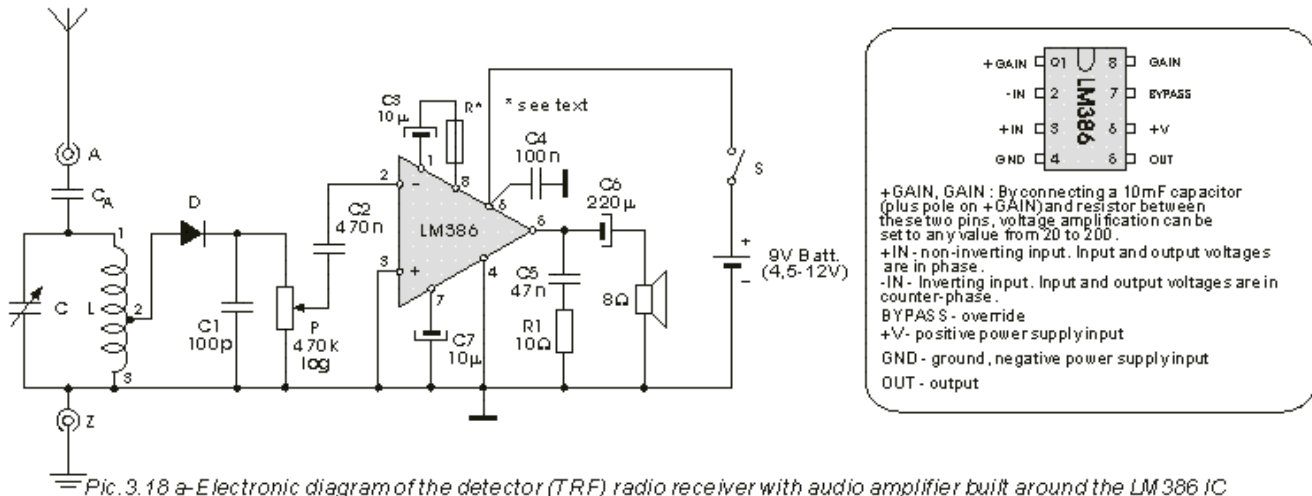 A
C_A
D
1
L
2
3
C
Z
C1
100p
P
470k
log
C2
470n
C3
10µ
R*
* see text
1
8
2
-
3
+
LM386
6
C4
100n
4
7
C7
10µ
5
C6
220µ
C5
47n
R1
10Ω
8Ω
S
+
9V Batt.
(4,5-12V)
-
+GAIN 1 8 GAIN
-IN 2 7 BYPASS
+IN 3 6 +V
GND 4 5 OUT
LM386
+GAIN, GAIN : By connecting a 10mF capacitor
(plus pole on +GAIN) and resistor between
these two pins, voltage amplification can be
set to any value from 20 to 200.
+IN - non-inverting input. Input and output voltages
are in phase.
-IN - Inverting input. Input and output voltages are in
counter-phase.
BYPASS - override
+V - positive power supply input
GND - ground, negative power supply input
OUT - output
Pic.3.18 a-Electronic diagram of the detector (TRF) radio receiver with audio amplifier built around the LM386 IC